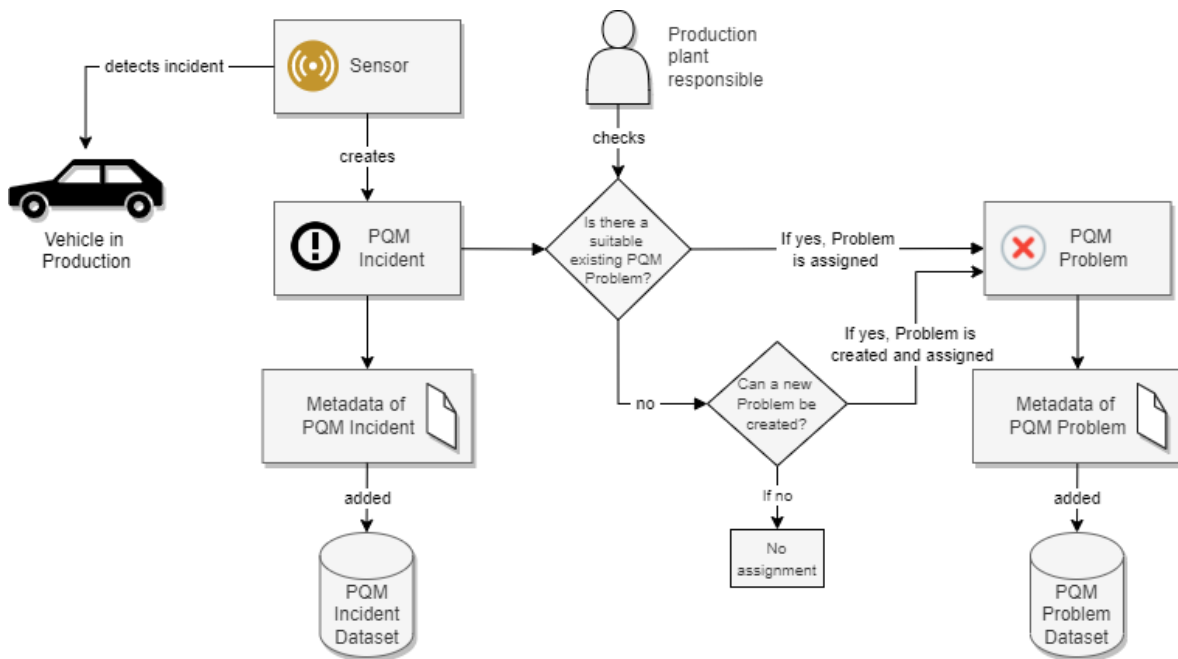 detects incident
Sensor
Production
plant
responsible
creates
checks
Vehicle in
Production
PQM
Incident
Is there a
suitable
existing PQM
Problem?
If yes, Problem
is assigned
PQM
Problem
If yes, Problem is
created and assigned
Metadata of
PQM Incident
no
Can a new
Problem be
created?
Metadata of
PQM Problem
added
If no
added
No
assignment
PQM
Incident
Dataset
PQM
Problem
Dataset